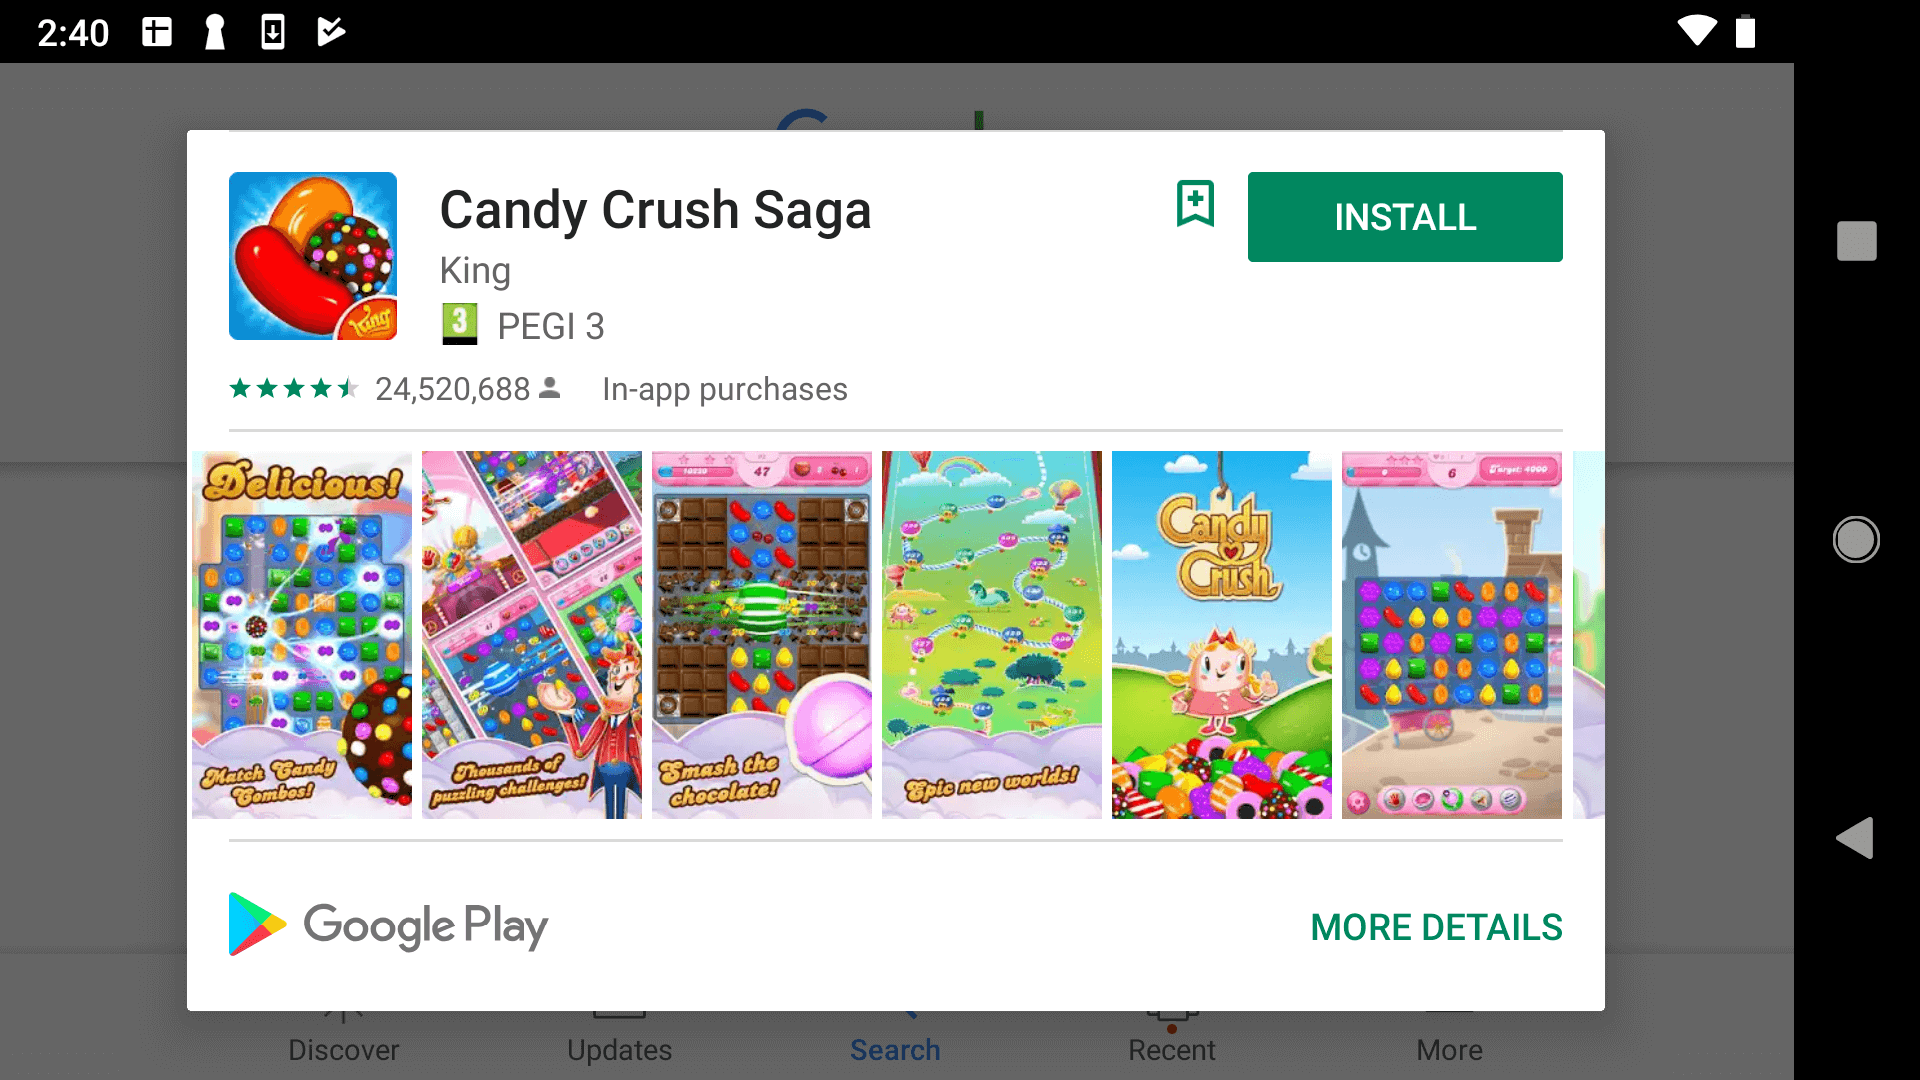 2:40
Candy Crush Saga
INSTALL
King
3 PEGI 3
24,520,688
In-app purchases
Delicious!
Match Candy
Combos!
Thousands of
puzzling challenges!
10220
47
Smash the
chocolate!
Epic new worlds!
Candy
Crush
6
Target: 4000
Google Play
MORE DETAILS
Discover
Updates
Search
Recent
More